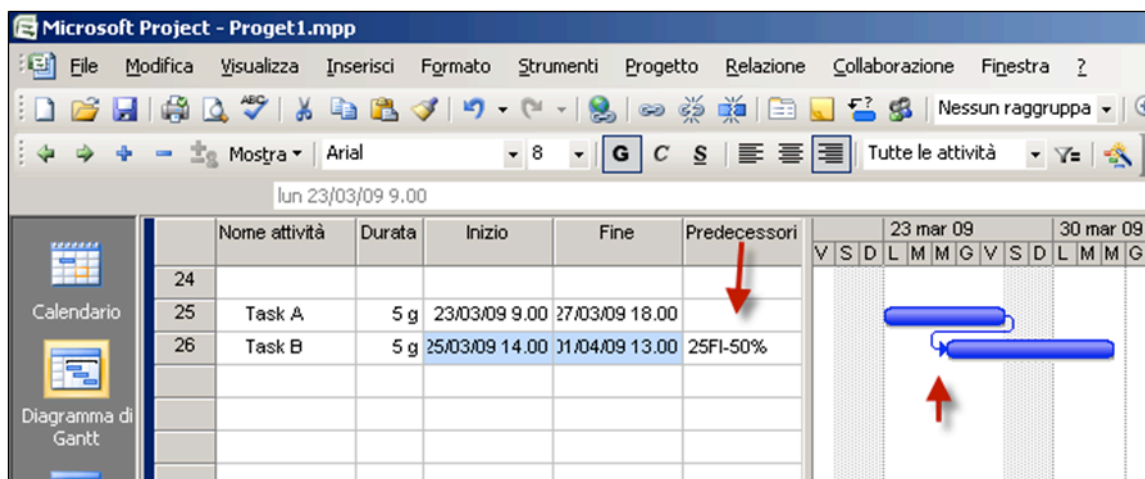 Microsoft Project - Proget1.mpp
File Modifica Visualizza Inserisci Formato Strumenti Progetto Relazione Collaborazione Finestra ?
ABC Nessun raggruppa
Mostra Arial 8 G C S Tutte le attività
lun 23/03/09 9.00
Nome attività Durata Inizio Fine Predecessori 23 mar 09 30 mar 09
V S D L M M G V S D L M M G
24
Calendario 25 Task A 5 g 23/03/09 9.00 27/03/09 18.00
26 Task B 5 g 25/03/09 14.00 01/04/09 13.00 25FI-50%
Diagramma di
Gantt